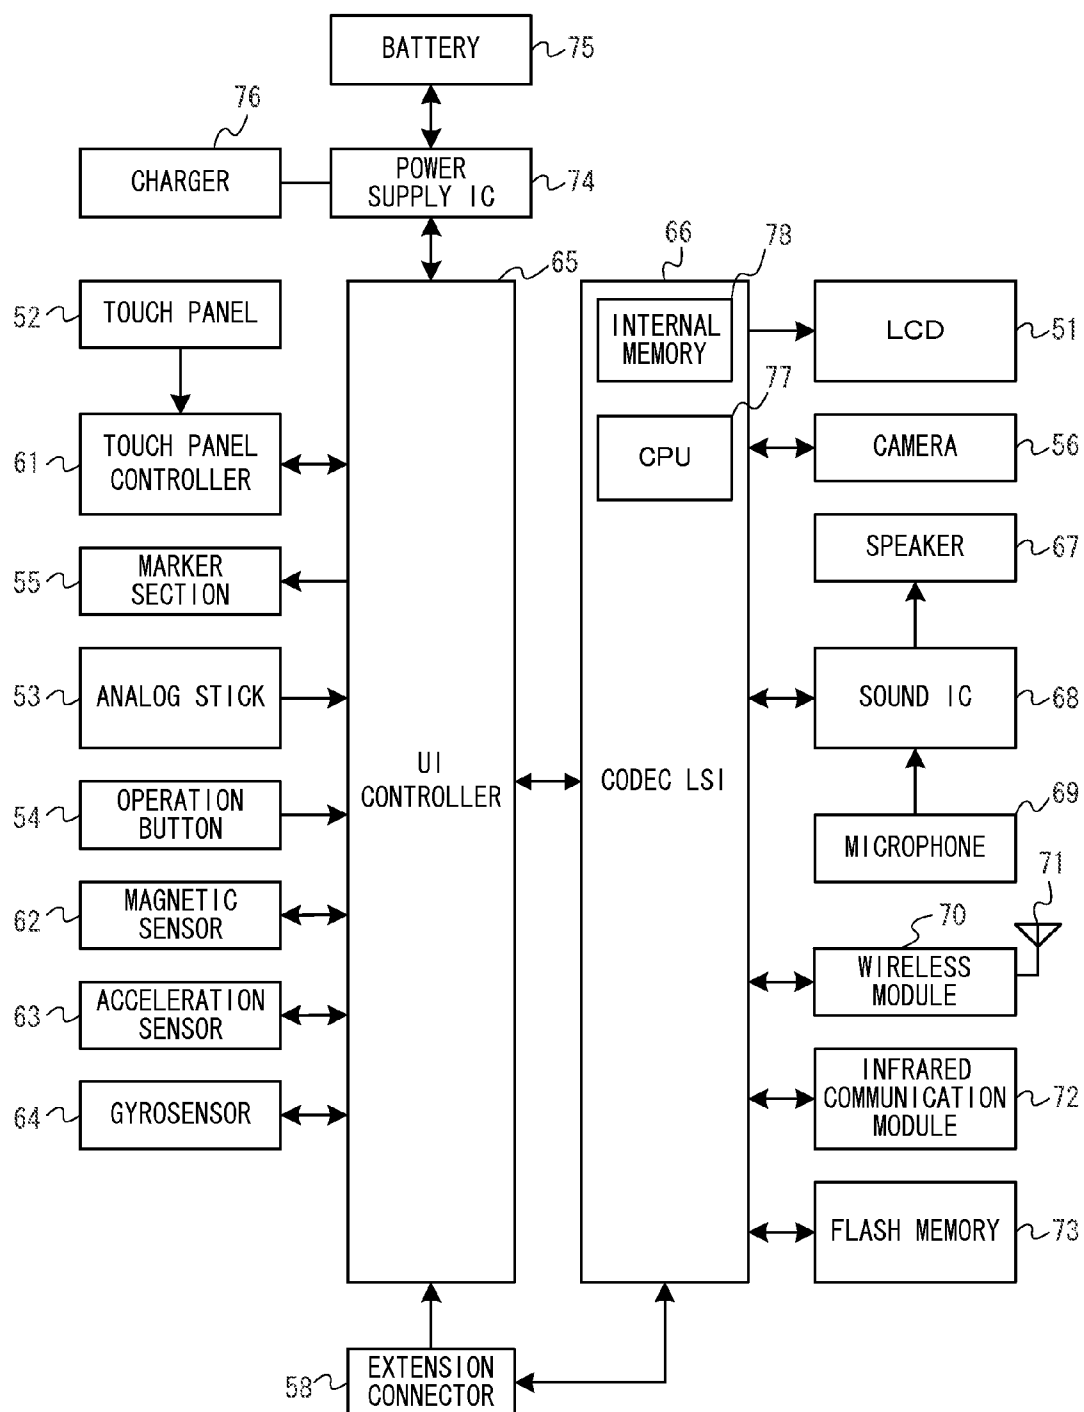 BATTERY
75
76
CHARGER
POWER
SUPPLY IC
74
65
66
78
52
TOUCH PANEL
INTERNAL
MEMORY
LCD
51
61
TOUCH PANEL
CONTROLLER
77
CPU
CAMERA
56
55
MARKER
SECTION
SPEAKER
67
53
ANALOG STICK
SOUND IC
68
UI
CONTROLLER
CODEC LSI
54
OPERATION
BUTTON
69
MICROPHONE
62
MAGNETIC
SENSOR
70
71
WIRELESS
MODULE
63
ACCELERATION
SENSOR
64
GYROSENSOR
INFRARED
COMMUNICATION
MODULE
72
FLASH MEMORY
73
58
EXTENSION
CONNECTOR